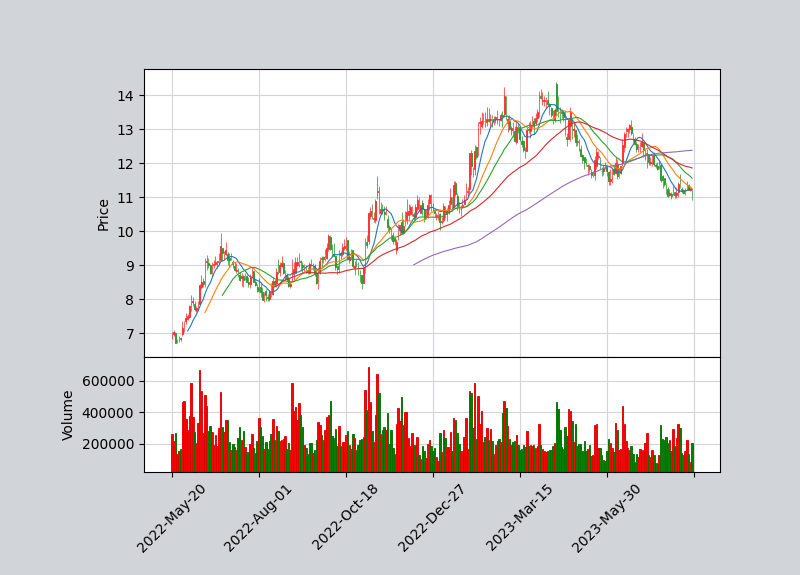 14
13
12
11
10
9
8
7
Price
600000
400000
200000
Volume
2022-May-20
2022-Aug-01
2022-Oct-18
2022-Dec-27
2023-Mar-15
2023-May-30